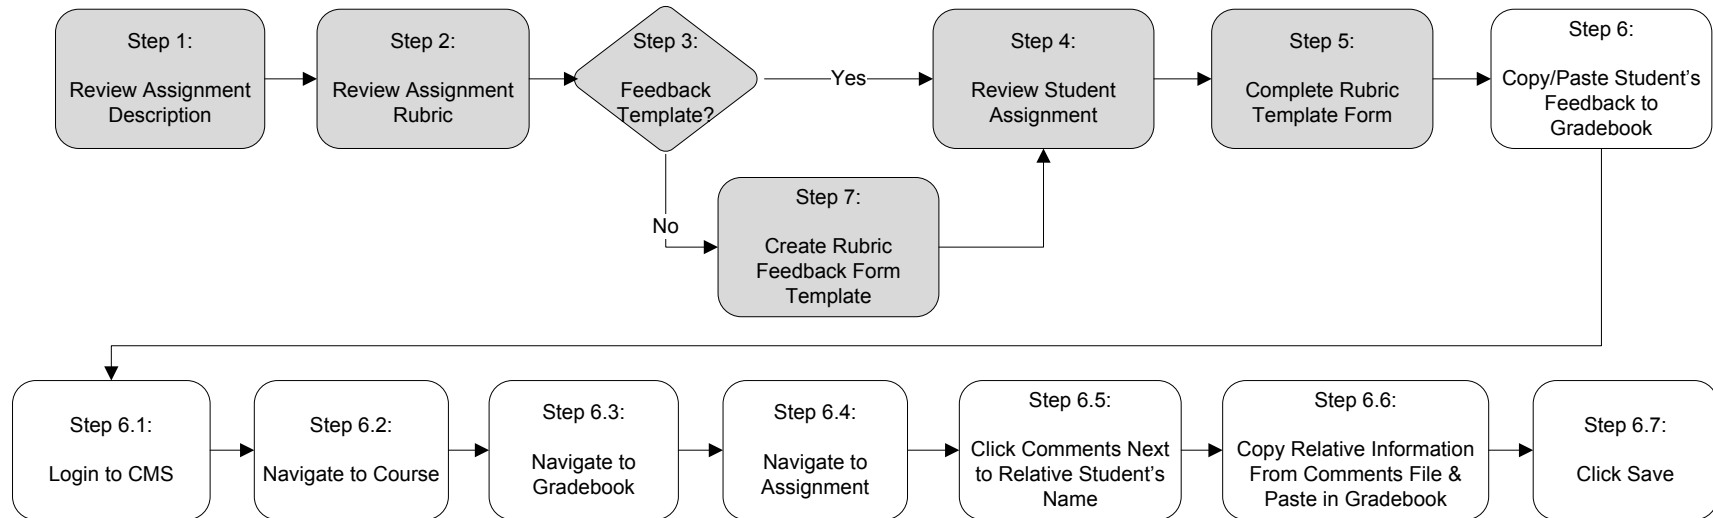 Step 1:
Review Assignment
Description
Step 2:
Review Assignment
Rubric
Step 3:
Feedback
Template?
Yes
No
Step 4:
Review Student
Assignment
Step 5:
Complete Rubric
Template Form
Step 6:
Copy/Paste Student’s
Feedback to
Gradebook
Step 7:
Create Rubric
Feedback Form
Template
Step 6.1:
Login to CMS
Step 6.2:
Navigate to Course
Step 6.3:
Navigate to
Gradebook
Step 6.4:
Navigate to
Assignment
Step 6.5:
Click Comments Next
to Relative Student’s
Name
Step 6.6:
Copy Relative Information
From Comments File &
Paste in Gradebook
Step 6.7:
Click Save